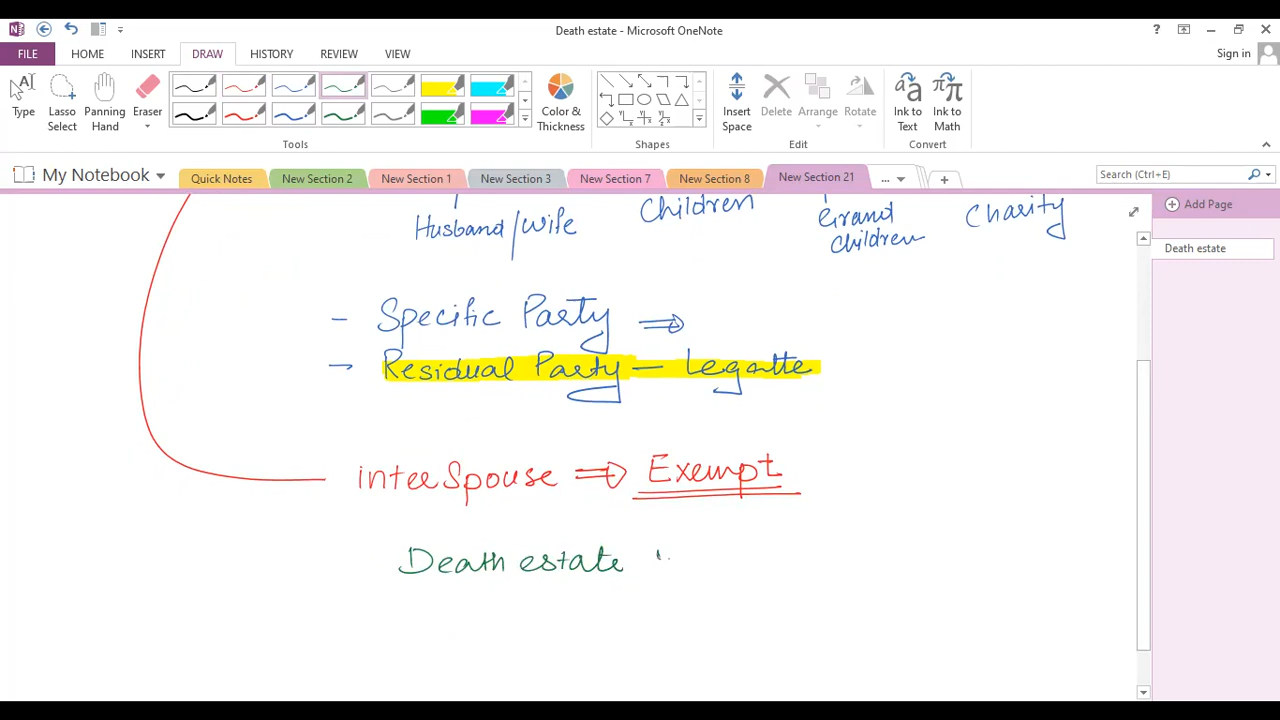 Death estate - Microsoft OneNote
FILE HOME INSERT DRAW HISTORY REVIEW VIEW Sign in
Type Lasso Select Panning Hand Eraser Color & Thickness Insert Space Delete Arrange Rotate Ink to Text Ink to Math
Tools Shapes Edit Convert
My Notebook Quick Notes New Section 2 New Section 1 New Section 3 New Section 7 New Section 8 New Section 21 ... Search (Ctrl+E)
Add Page
Death estate
Husband/Wife Children Grand children Charity
- Specific Party ⇒
- Residual Party - Legatte
interSpouse ⇒ Exempt
Death estate